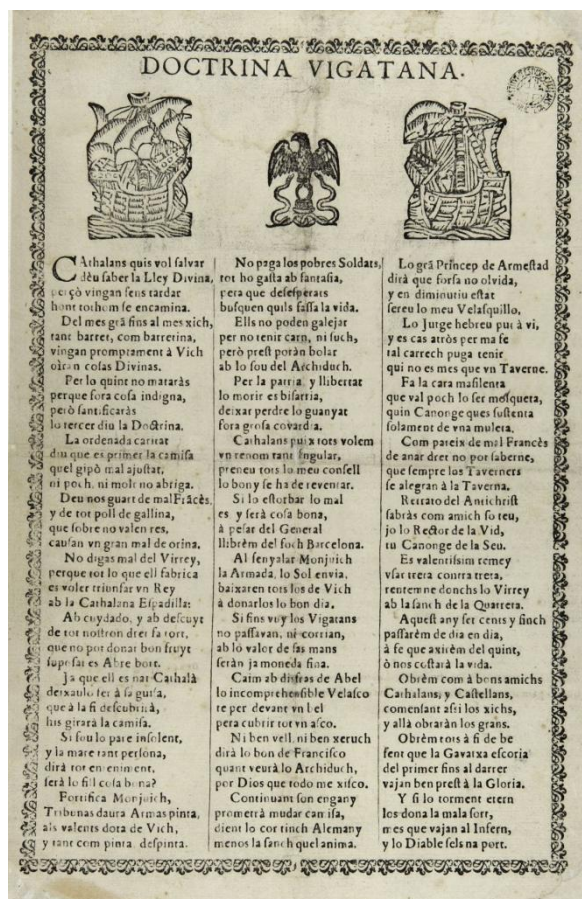 DOCTRINA VIGATANA.
CAthalans quis vol salvar
dèu saber la Lley Divina,
perçò vingan sens tardar
hont tothom se encamina.
Del mes grã fins al mes xich,
tant barret, com barretina,
vingan promptament à Vich
oiràn cosas Divinas.
Per lo quint no mataràs
perque fora cosa indigna,
però santificaràs
lo tercer diu la Doctrina.
La ordenada caritat
diu que es primer la camisa
quel gipò mal ajustat,
ni poch, ni molt no abriga.
Deu nos guart de mal Frãcès,
y de tot poll de gallina,
que sobre no valen res,
causan vn gran mal de orina.
No digas mal del Virrey,
perque tot lo que ell fabrica
es voler triunfar vn Rey
ab la Cathalana Espadilla:
Ab cuydado, y ab descuyt
de tot nostron dret fa tort,
que no por donar bon fruyt
suposat es Abre bort.
Ja que ell es nat Cathalà
deixaulo fer à sa guisa,
que à la fi descubrirà,
his girarà la camisa.
Si fou lo pare insolent,
y la mare tant persona,
dirà tot enteniment,
serà lo fill cosa bona?
Fortifica Monjuich,
Tribunas daura Armas pinta,
als valents dota de Vich,
y tant com pinta, despinta.
No paga los pobres Soldats,
tot ho gasta ab fantasia,
pera que desesperats
busquen quils fassa la vida.
Ells no poden galejar
per no tenir carn, ni such,
però prest poràn bolar
ab lo sou del Archiduch.
Per la patria, y llibertat
lo morir es bisarria,
deixar perdre lo guanyat
fora grossa covardia.
Cathalans puix tots volem
vn renom tant singular,
preneu tots lo meu consell
lo bony se ha de reventar.
Si lo estorbar lo mal
es y serà cosa bona,
à pesar del General
llibrèm del foch Barcelona.
Al senyalar Monjuich
la Armada, lo Sol envia,
baixaren tots los de Vich
à donarlos lo bon dia.
Si fins vuy los Vigatans
no passavan, ni corrian,
ab lo valor de sas mans
seràn ja moneda fina.
Caim ab disfras de Abel
lo incomprehensible Velasco
te per devant vn bel
pera cubrir tot vn asco.
Ni ben vell, ni ben xeruch
dirà lo bon de Francisco
quant veurà lo Archiduch,
por Dios que todo me xisco.
Continuant son engany
prometrà mudar camisa,
dient lo cor tinch Alemany
menos la sanch quel anima.
Lo grã Príncep de Armestad
dirà que forsa no olvida,
y en diminutiu estat
sereu lo meu Velasquillo.
Lo Jutge hebreu put à vi,
y es cas atròs per ma fe
tal carrech puga tenir
qui no es mes que vn Taverne.
Fa la cara masilenta
que val poch lo ser mosqueta,
quin Canonge ques sustenta
solament de vna muleta.
Com pateix de mal Francès
de anar dret no por saberne,
que sempre los Taverners
se alegran à la Taverna.
Retrato del Antichrist
sabràs com amich so teu,
jo lo Rector de la Vid,
tu Canonge de la Seu.
Es valentissim remey
vsar treta contra treta,
rentemne donchs lo Virrey
ab la sanch de la Quartera.
Aquest any set cents y sinch
passarèm de dia en dia,
à fe que axirèm del quint,
ò nos costarà la vida.
Obrèm com à bons amichs
Cathalans, y Castellans,
comensant assi los xichs,
y allà obraràn los grans.
Obrèm tots à fi de be
fent que la Gavatxa escoria
del primer fins al darrer
vajan ben prest à la Gloria.
Y si lo torment etern
los dona la mala sort,
mes que vajan al Infern,
y lo Diable sels na port.